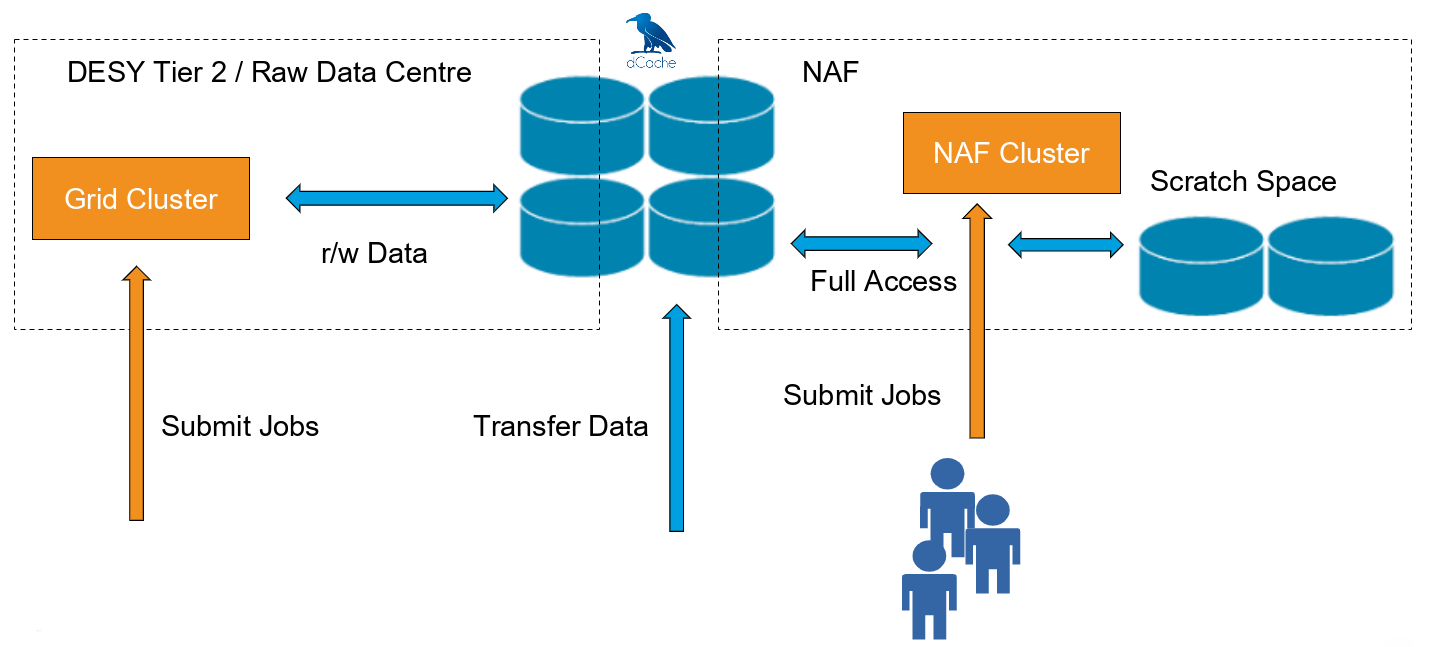 dCache
DESY Tier 2 / Raw Data Centre
NAF
NAF Cluster
Grid Cluster
Scratch Space
r/w Data
Full Access
Submit Jobs
Submit Jobs
Transfer Data